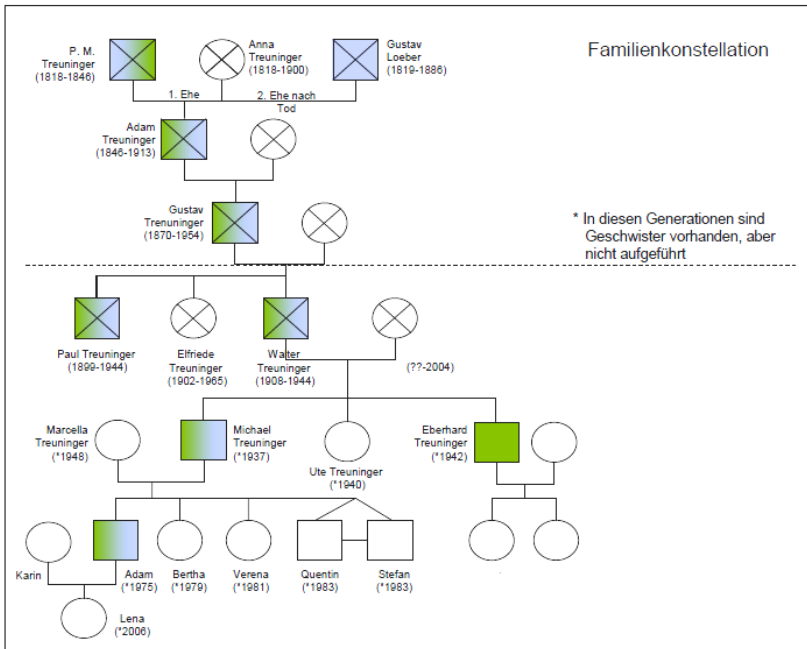 P. M.
Treuninger
(1818-1846)
Anna
Treuninger
(1818-1900)
Gustav
Loeber
(1819-1886)
Familienkonstellation
1. Ehe
2. Ehe nach
Tod
Adam
Treuninger
(1846-1913)
Gustav
Trenuninger
(1870-1954)
* In diesen Generationen sind
Geschwister vorhanden, aber
nicht aufgeführt
Paul Treuninger
(1899-1944)
Elfriede
Treuninger
(1902-1965)
Walter
Treuninger
(1908-1944)
(??-2004)
Marcella
Treuninger
(*1948)
Michael
Treuninger
(*1937)
Ute Treuninger
(*1940)
Eberhard
Treuninger
(*1942)
Karin
Adam
(*1975)
Bertha
(*1979)
Verena
(*1981)
Quentin
(*1983)
Stefan
(*1983)
Lena
(*2006)